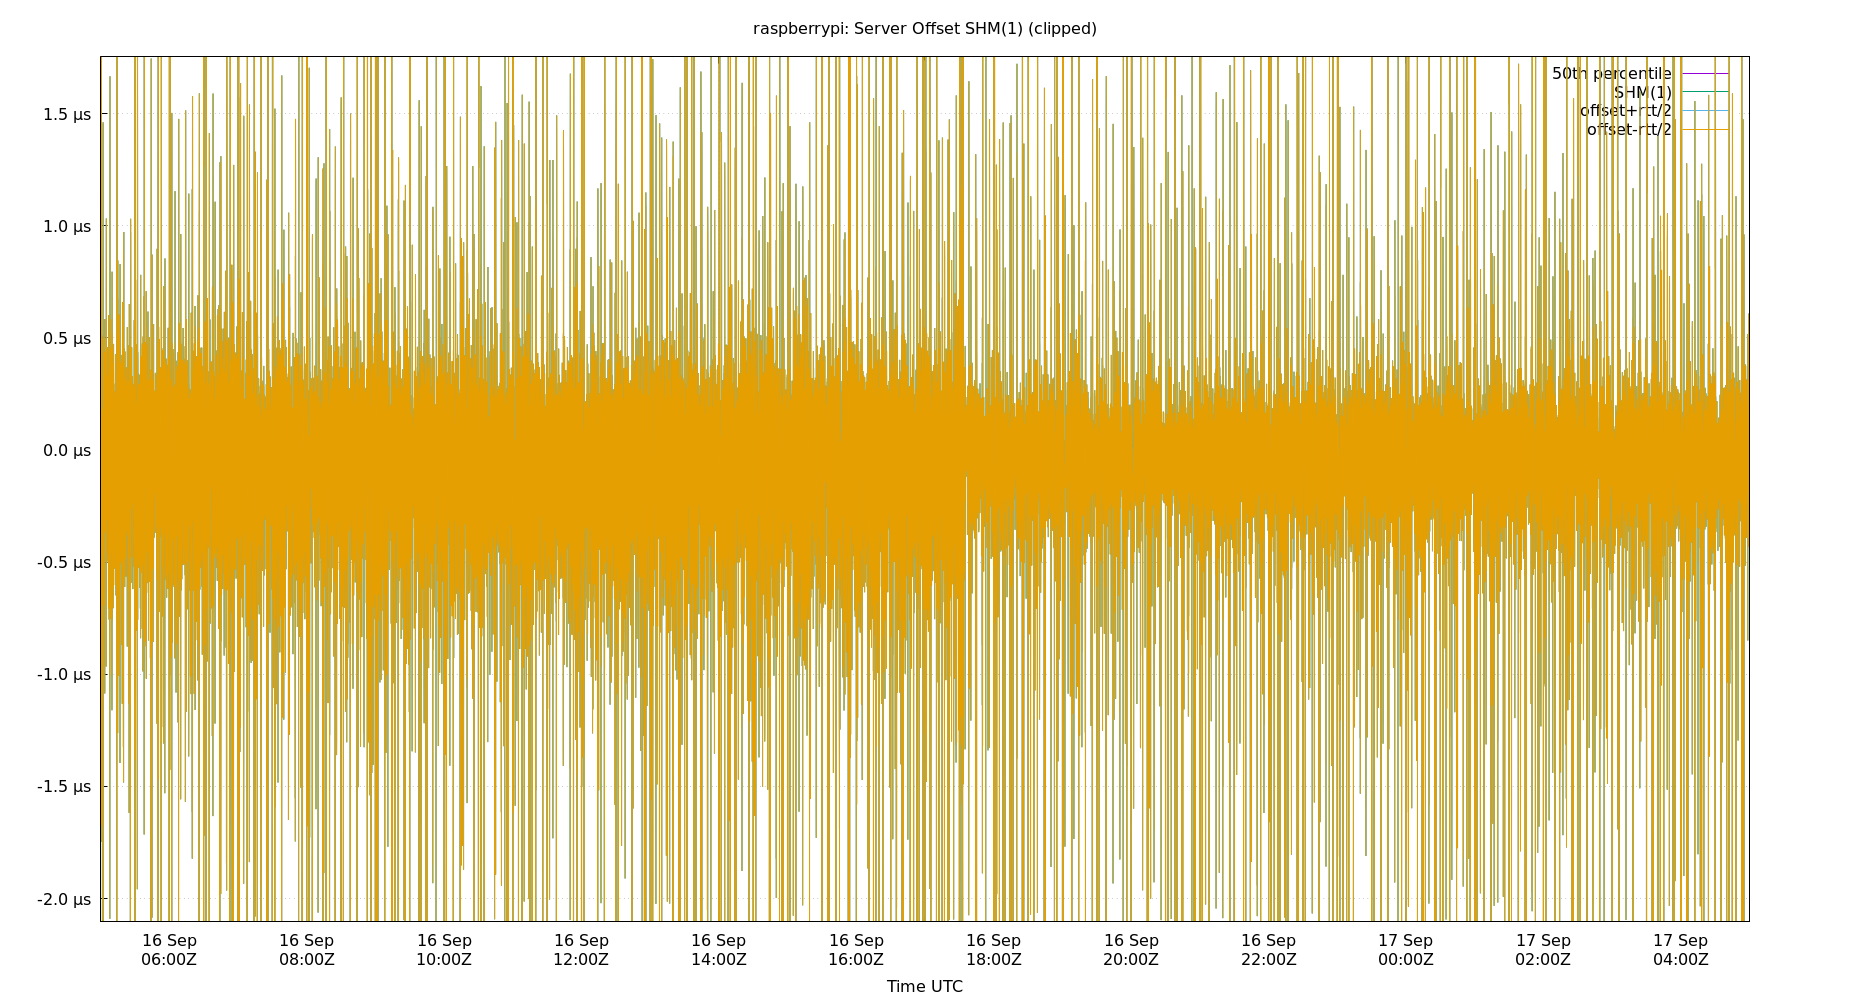 raspberrypi: Server Offset SHM(1) (clipped)
50th percentile
SHM(1)
offset+rtt/2
offset-rtt/2
1.5 µs
1.0 µs
0.5 µs
0.0 µs
-0.5 µs
-1.0 µs
-1.5 µs
-2.0 µs
16 Sep 16 Sep 16 Sep 16 Sep 16 Sep 16 Sep 16 Sep 16 Sep 16 Sep 17 Sep 17 Sep 17 Sep
06:00Z 08:00Z 10:00Z 12:00Z 14:00Z 16:00Z 18:00Z 20:00Z 22:00Z 00:00Z 02:00Z 04:00Z
Time UTC